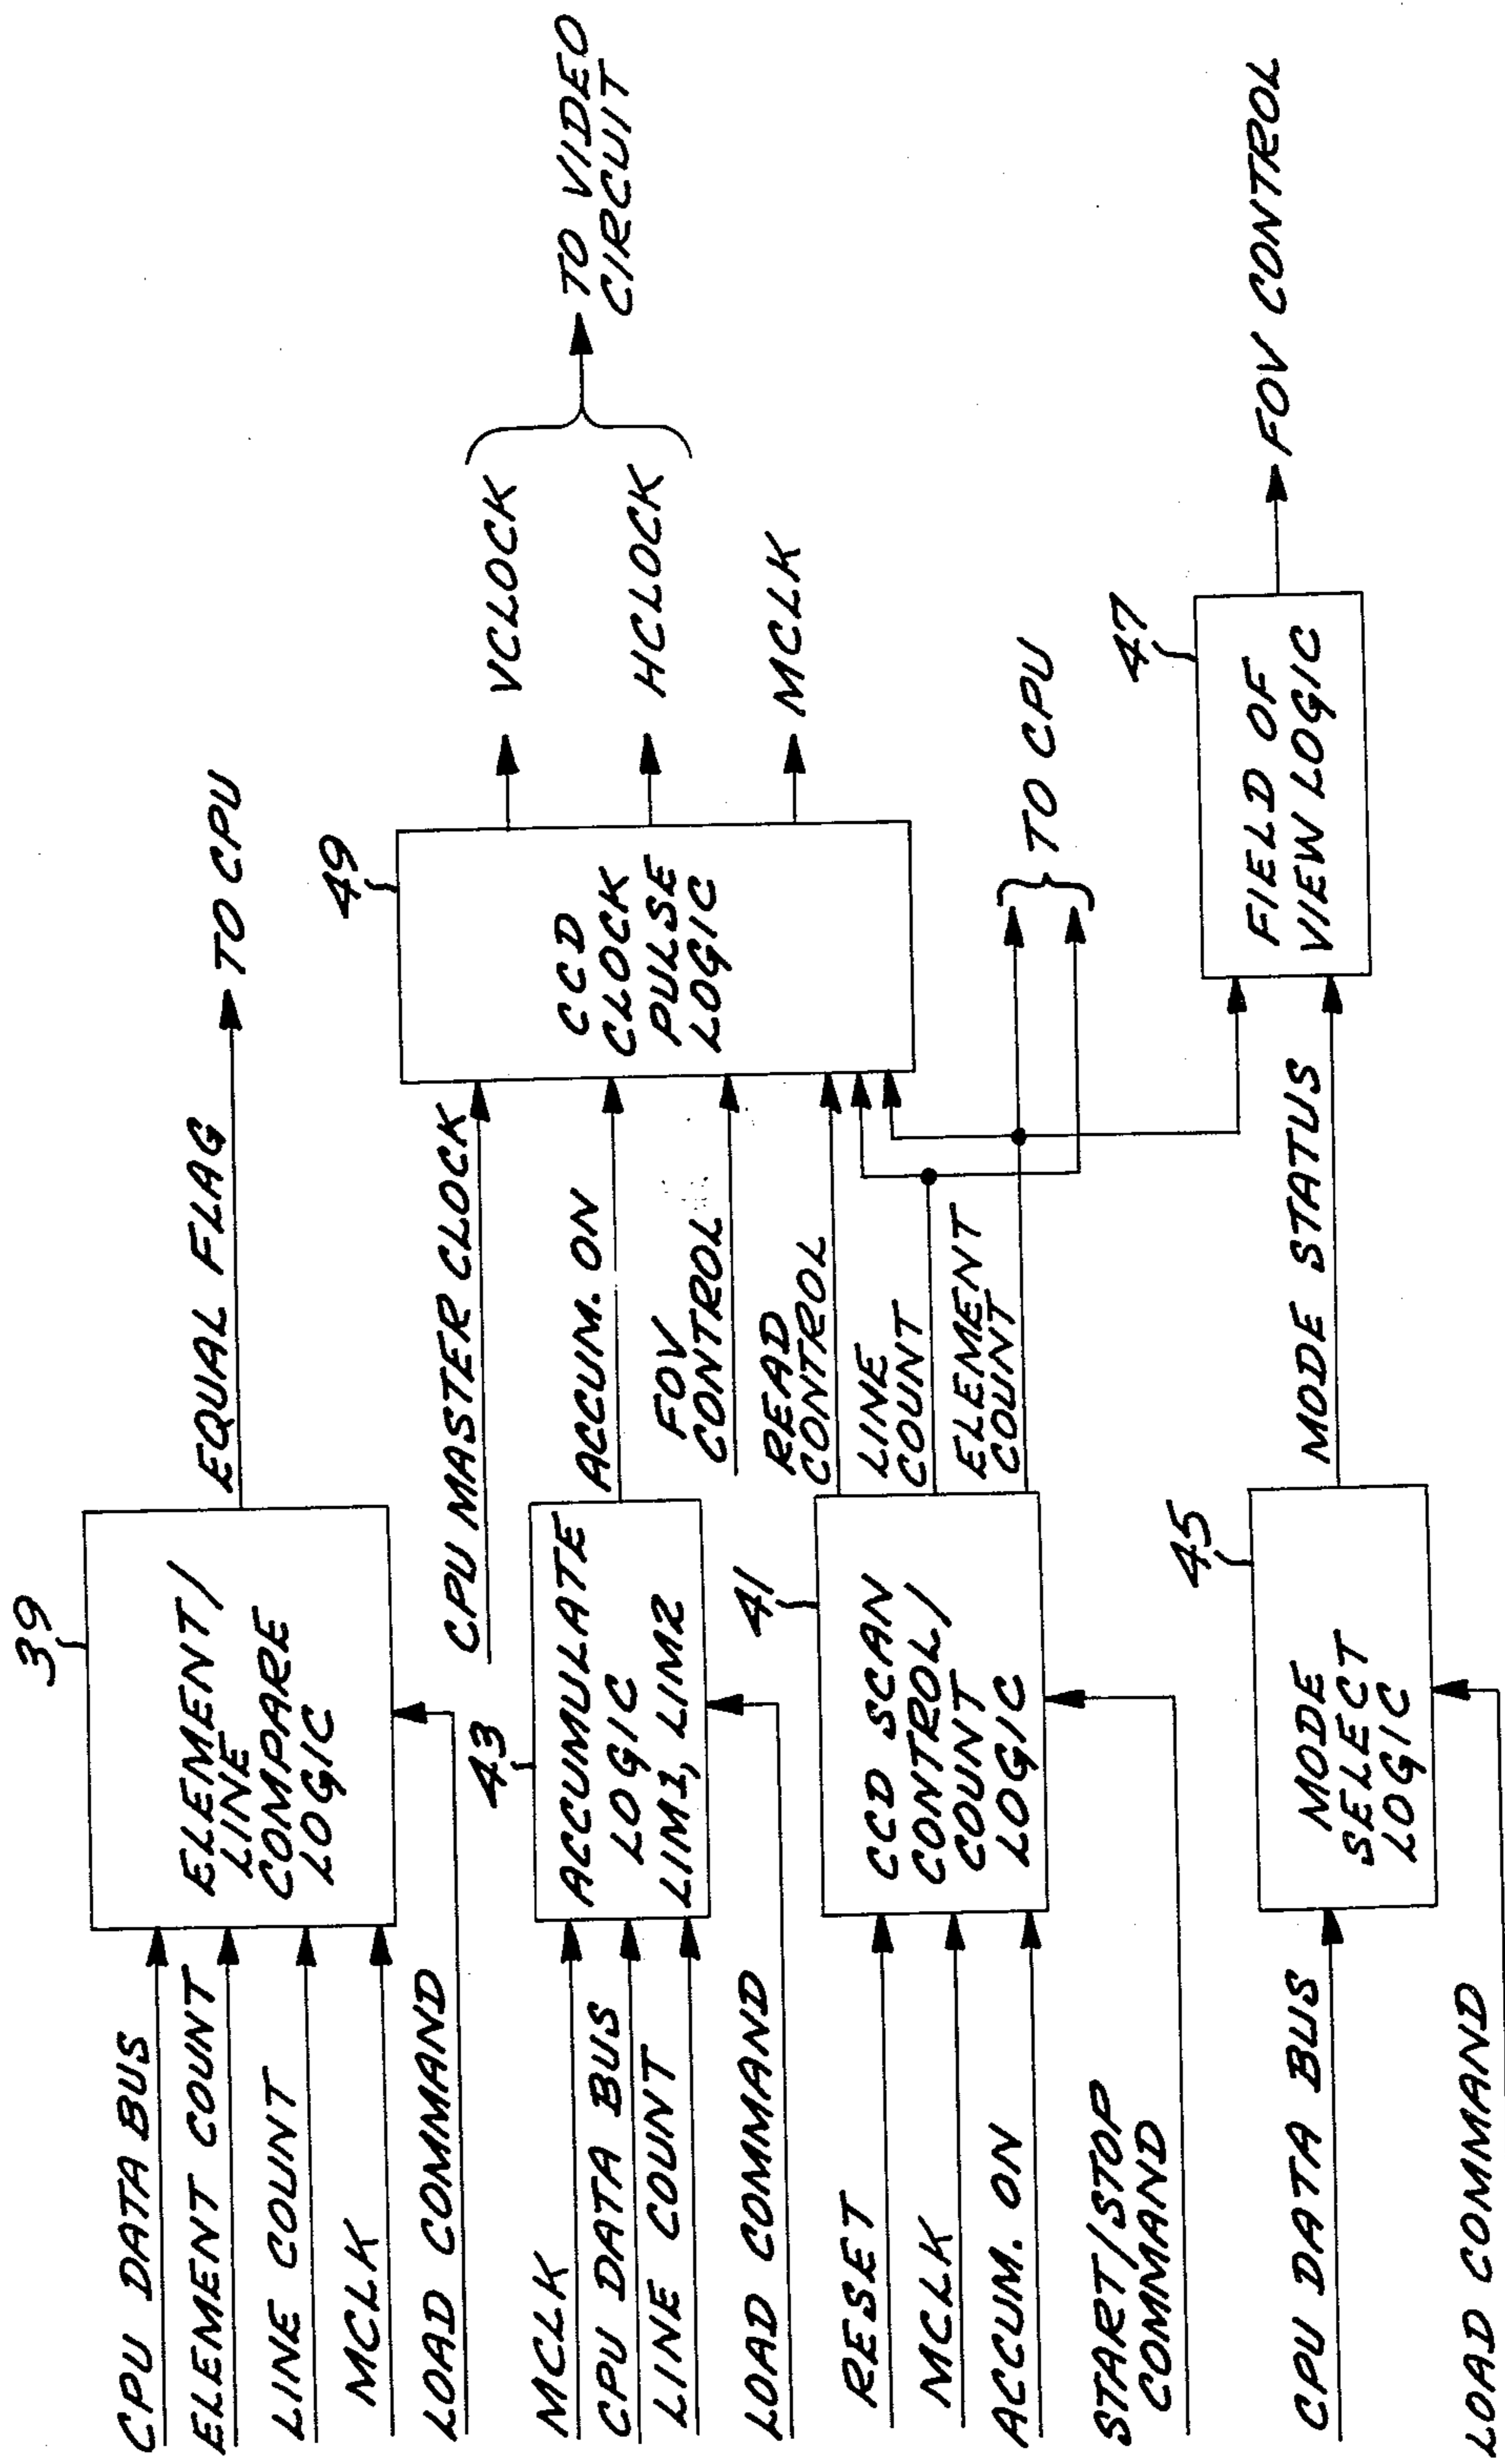 39
CPU DATA BUS
ELEMENT COUNT
LINE COUNT
MCLK
LOAD COMMAND
ELEMENT/
LINE
COMPARE
LOGIC
EQUAL FLAG
TO CPU
43
MCLK
CPU DATA BUS
LINE COUNT
LOAD COMMAND
ACCUMULATE
LOGIC
LIM1, LIM2
CPU MASTER CLOCK
ACCUM. ON
FOV
CONTROL
READ
CONTROL
LINE
COUNT
ELEMENT
COUNT
49
CCD
CLOCK
PULSE
LOGIC
VCLOCK
HCLOCK
MCLK
TO VIDEO
CIRCUIT
41
RESET
MCLK
ACCUM. ON
START/STOP
COMMAND
CCD SCAN
CONTROL/
COUNT
LOGIC
TO CPU
45
CPU DATA BUS
LOAD COMMAND
MODE
SELECT
LOGIC
MODE STATUS
47
FIELD OF
VIEW LOGIC
FOV CONTROL